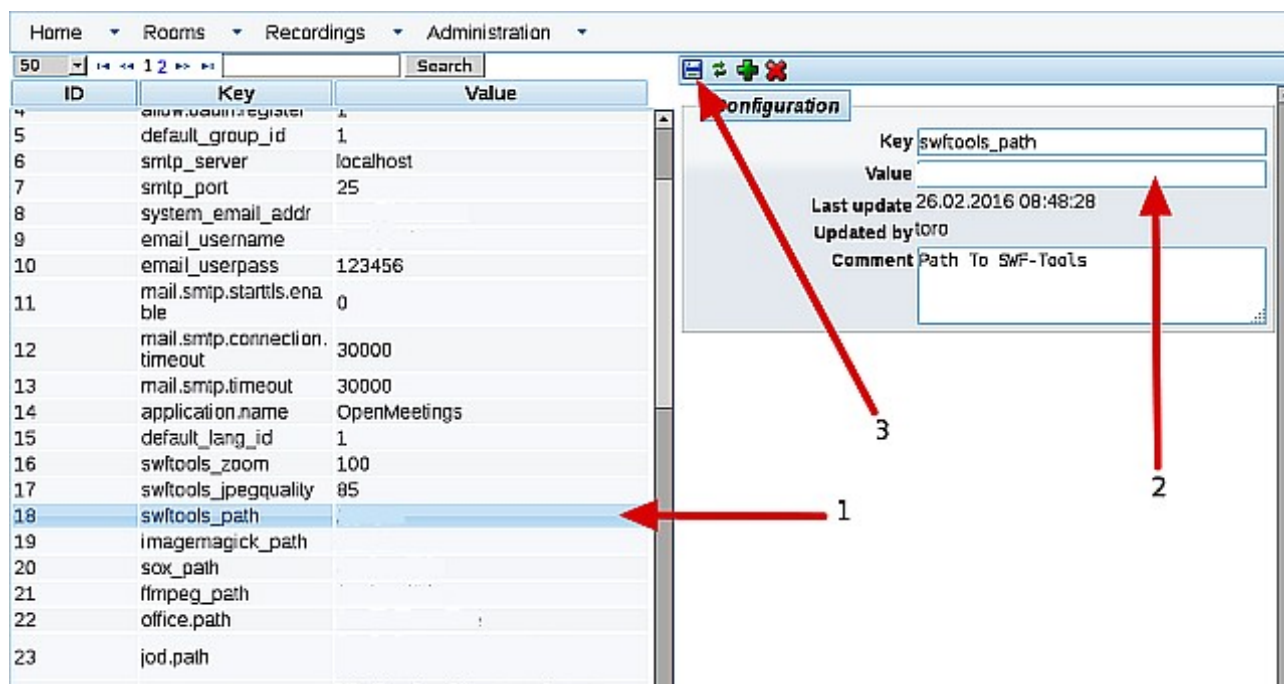 Home Rooms Recordings Administration
50 1 2 Search
ID Key Value
4 allow.oauth.register 1
5 default_group_id 1
6 smtp_server localhost
7 smtp_port 25
8 system_email_addr
9 email_username
10 email_userpass 123456
11 mail.smtp.starttls.ena 0
ble
12 mail.smtp.connection. 30000
timeout
13 mail.smtp.timeout 30000
14 application.name OpenMeetings
15 default_lang_id 1
16 swftools_zoom 100
17 swftools_jpegquality 85
18 swftools_path
19 imagemagick_path
20 sox_path
21 ffmpeg_path
22 office.path
23 jod.path
Configuration
Key swftools_path
Value
Last update 26.02.2016 08:48:28
Updated by toro
Comment Path To SWF-Tools
1
2
3